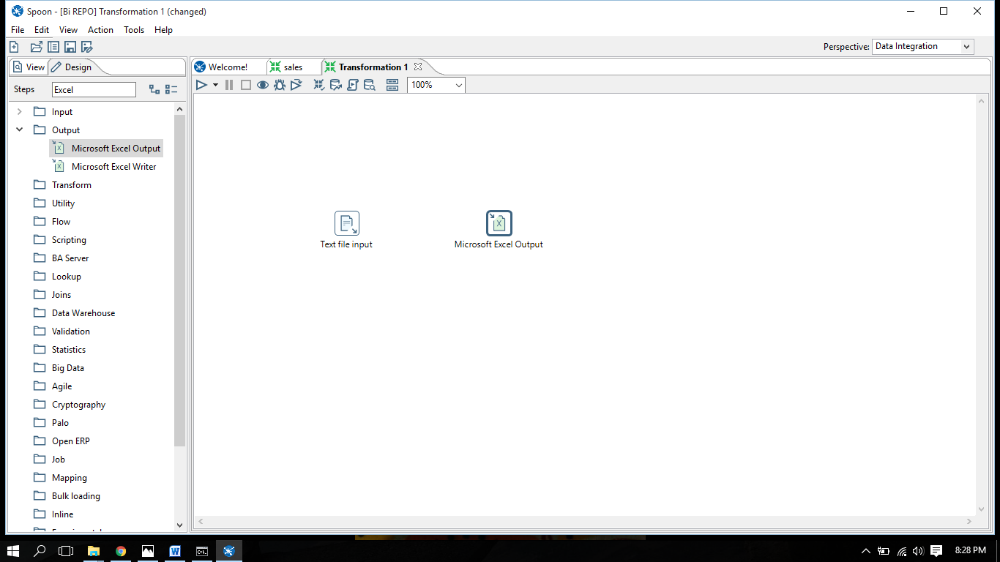 Spoon - [Bi REPO] Transformation 1 (changed)
File Edit View Action Tools Help
Perspective: Data Integration
View Design
Welcome! sales Transformation 1
Steps Excel
100%
Input
Output
Microsoft Excel Output
Microsoft Excel Writer
Transform
Utility
Flow
Scripting
BA Server
Lookup
Joins
Data Warehouse
Validation
Statistics
Big Data
Agile
Cryptography
Palo
Open ERP
Job
Mapping
Bulk loading
Inline
Text file input
Microsoft Excel Output
8:28 PM